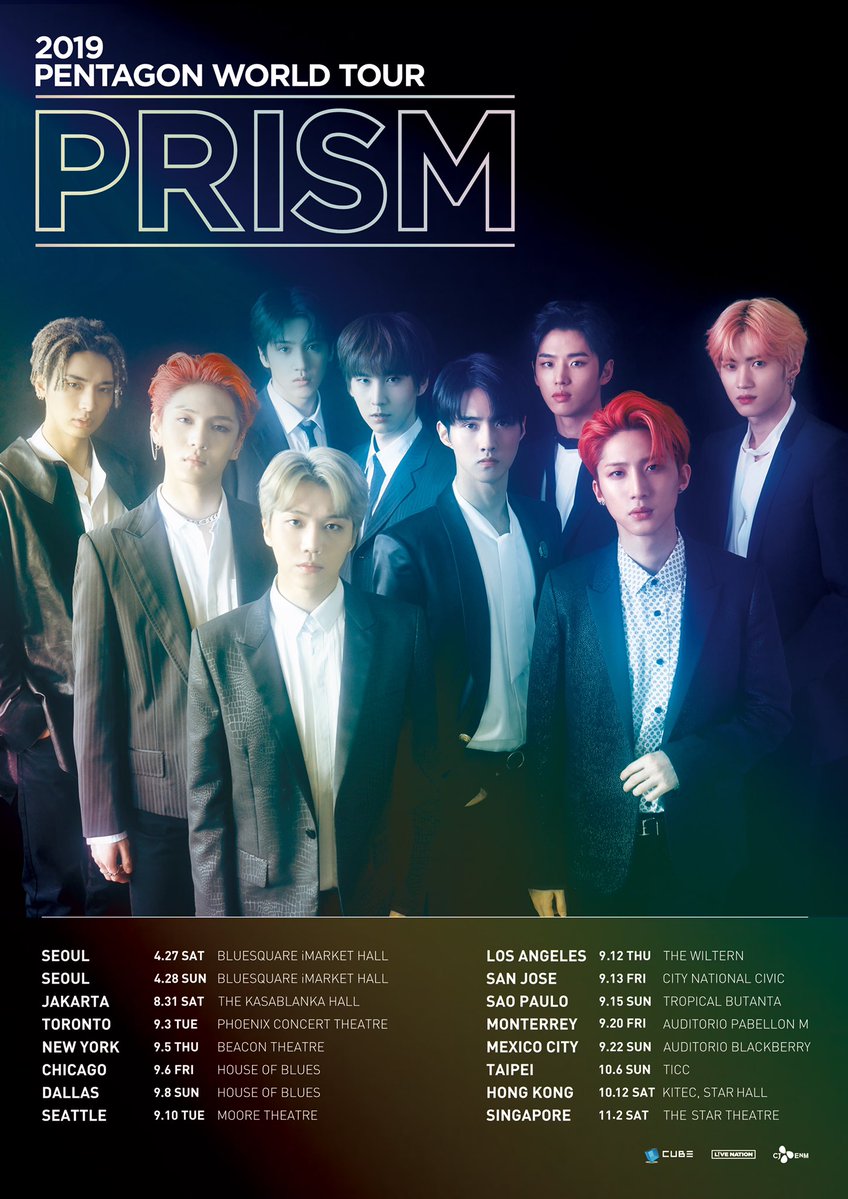 2019
PENTAGON WORLD TOUR
PRISM
SEOUL 4.27 SAT BLUESQUARE iMARKET HALL
SEOUL 4.28 SUN BLUESQUARE iMARKET HALL
JAKARTA 8.31 SAT THE KASABLANKA HALL
TORONTO 9.3 TUE PHOENIX CONCERT THEATRE
NEW YORK 9.5 THU BEACON THEATRE
CHICAGO 9.6 FRI HOUSE OF BLUES
DALLAS 9.8 SUN HOUSE OF BLUES
SEATTLE 9.10 TUE MOORE THEATRE
LOS ANGELES 9.12 THU THE WILTERN
SAN JOSE 9.13 FRI CITY NATIONAL CIVIC
SAO PAULO 9.15 SUN TROPICAL BUTANTA
MONTERREY 9.20 FRI AUDITORIO PABELLON M
MEXICO CITY 9.22 SUN AUDITORIO BLACKBERRY
TAIPEI 10.6 SUN TICC
HONG KONG 10.12 SAT KITEC, STAR HALL
SINGAPORE 11.2 SAT THE STAR THEATRE
CUBE LIVE NATION CJ ENM